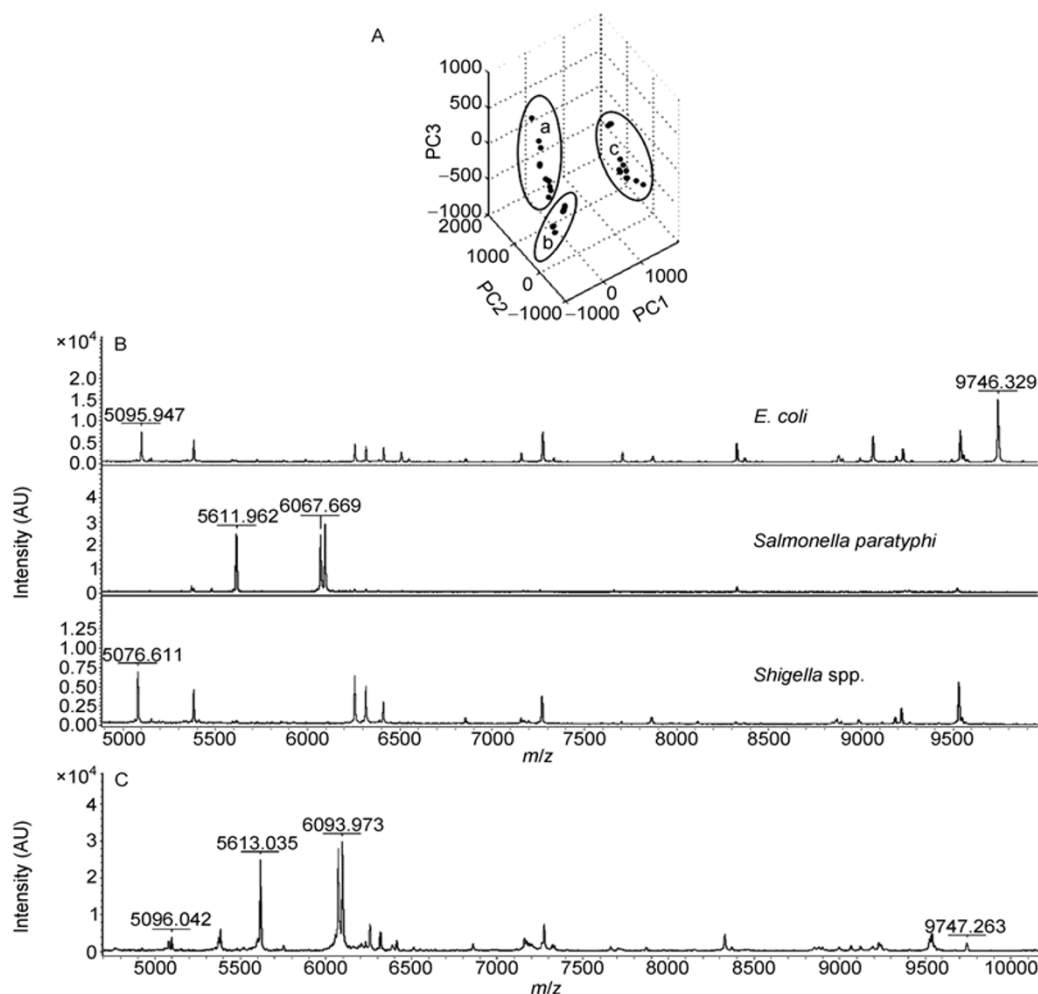 A
1000
500
0
−500
−1000
PC3
a
b
c
2000
1000
0
−1000
PC2
−1000
0
1000
PC1
×10⁴
B
2.0
1.5
1.0
0.5
0.0
5095.947
9746.329
E. coli
Intensity (AU)
4
3
2
1
0
5611.962
6067.669
Salmonella paratyphi
1.25
1.00
0.75
0.50
0.25
0.00
5076.611
Shigella spp.
5000 5500 6000 6500 7000 7500 8000 8500 9000 9500
m/z
×10⁴
C
4
3
2
1
0
Intensity (AU)
5096.042
5613.035
6093.973
9747.263
5000 5500 6000 6500 7000 7500 8000 8500 9000 9500 10000
m/z